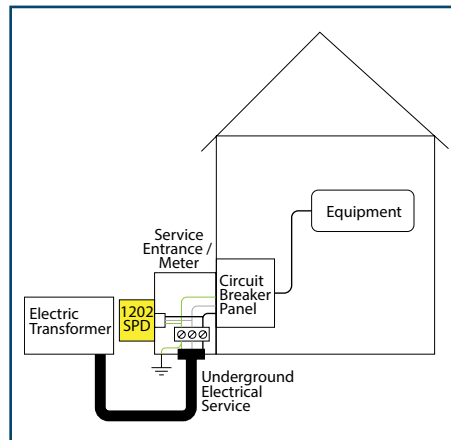 Equipment
Service
Entrance /
Meter
Circuit
Breaker
Panel
Electric
Transformer
1202
SPD
Underground
Electrical
Service